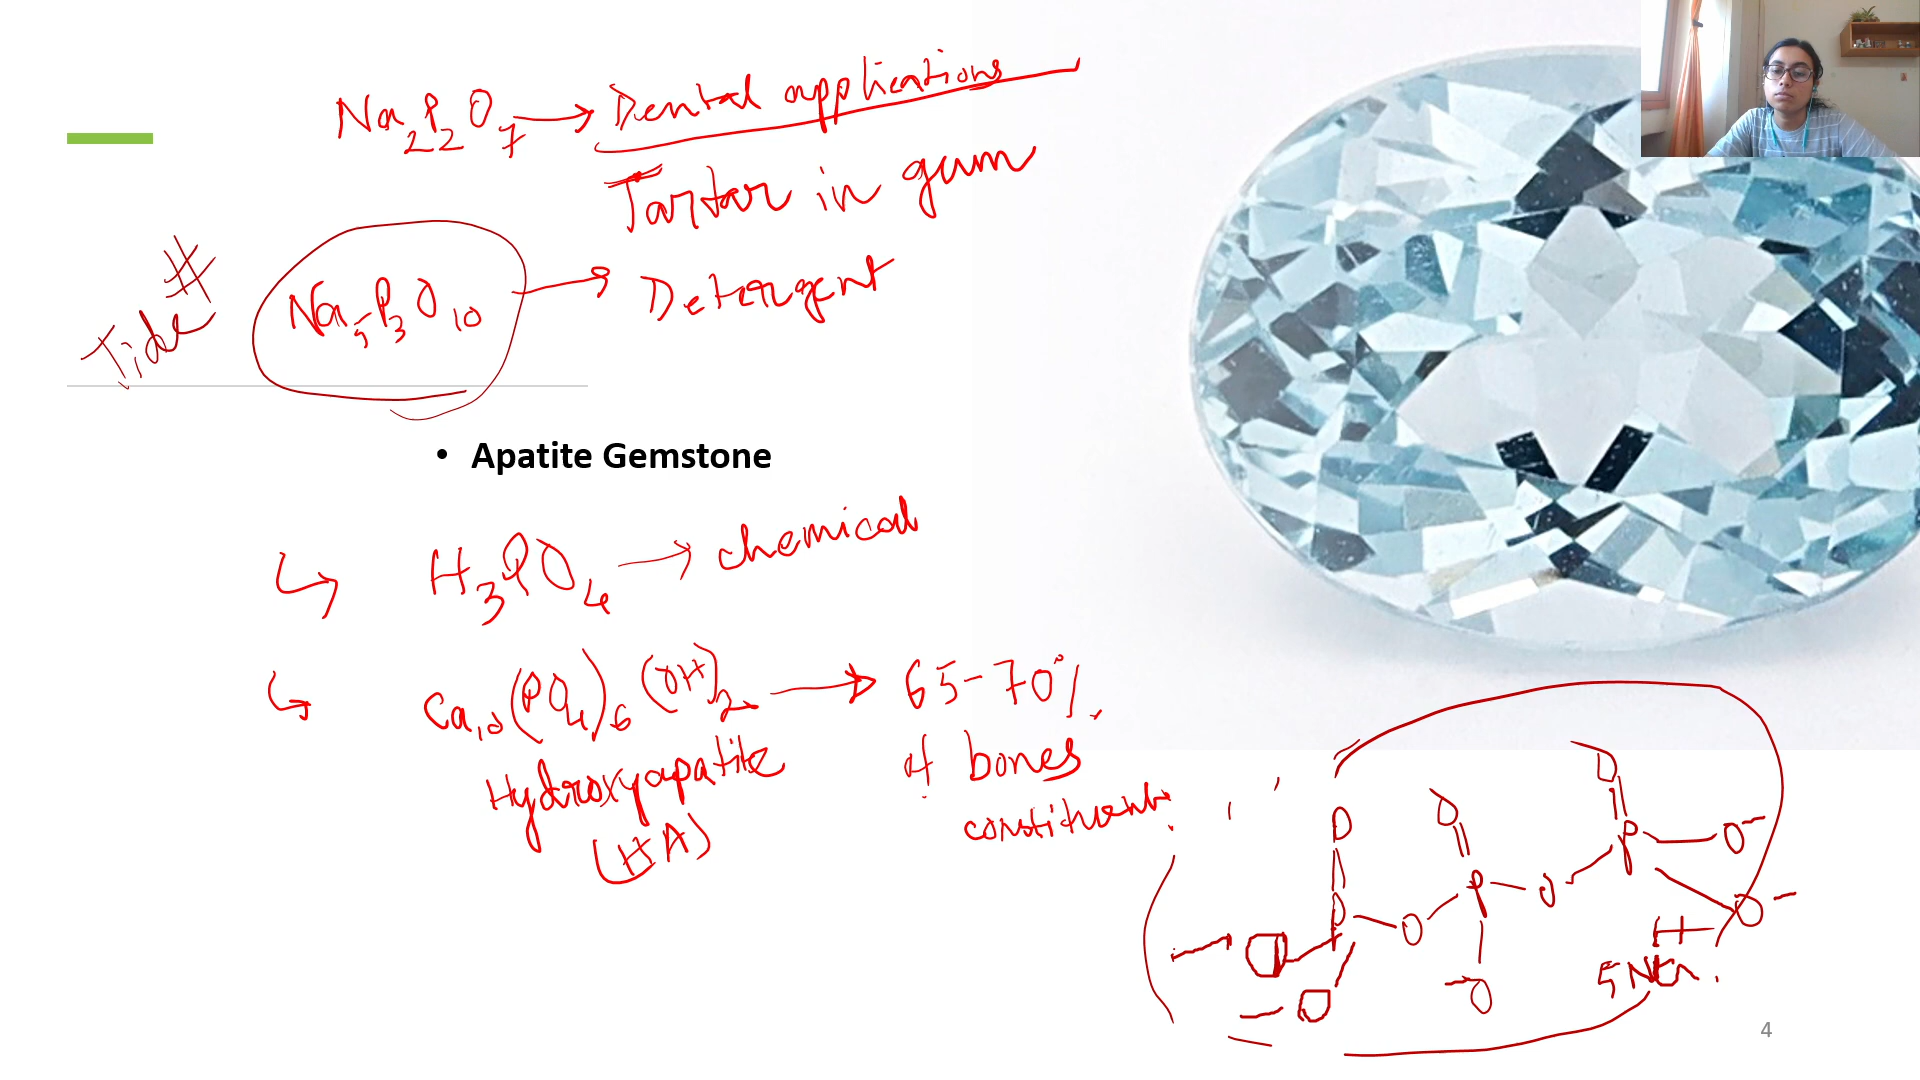 Na2P2O7 → Dental applications
Tartar in gum
Tide #
Na5P3O10 → Detergent
• Apatite Gemstone
↳ H3PO4 → chemical
↳ Ca10(PO4)6(OH)2 → 65-70%
of bones
constituents.
Hydroxyapatite
(HA)
O O O
P O P O P O⁻
⁻O ⁻O ⁻O O⁻
5Na+
4